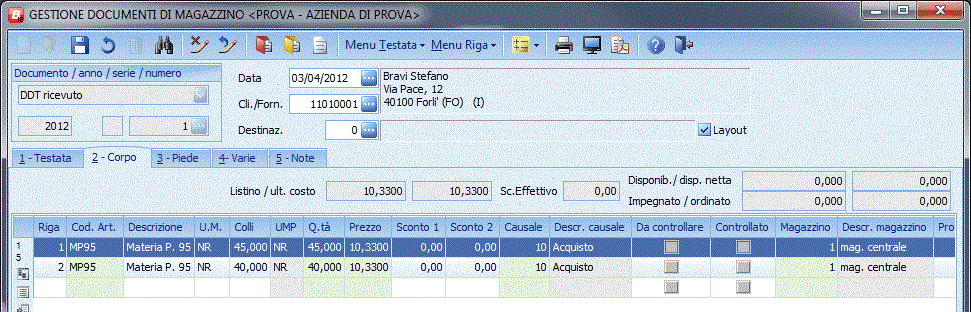 GESTIONE DOCUMENTI DI MAGAZZINO <PROVA - AZIENDA DI PROVA>
Menu Testata Menu Riga
Documento / anno / serie / numero
DDT ricevuto
2012 1
Data 03/04/2012
Cli./Forn. 11010001
Destinaz. 0
Bravi Stefano
Via Pace, 12
40100 Forli' (FO) (I)
Layout
1 - Testata 2 - Corpo 3 - Piede 4- Varie 5 - Note
Listino / ult. costo 10,3300 10,3300 Sc.Effettivo 0,00
Disponib./ disp. netta 0,000 0,000
Impegnato / ordinato 0,000 0,000
Riga Cod. Art. Descrizione U.M. Colli UMP Q.tà Prezzo Sconto 1 Sconto 2 Causale Descr. causale Da controllare Controllato Magazzino Descr. magazzino Pro
1 MP95 Materia P. 95 NR 45,000 NR 45,000 10,3300 0,00 0,00 10 Acquisto 1 mag. centrale
2 MP95 Materia P. 95 NR 40,000 NR 40,000 10,3300 0,00 0,00 10 Acquisto 1 mag. centrale
1
5